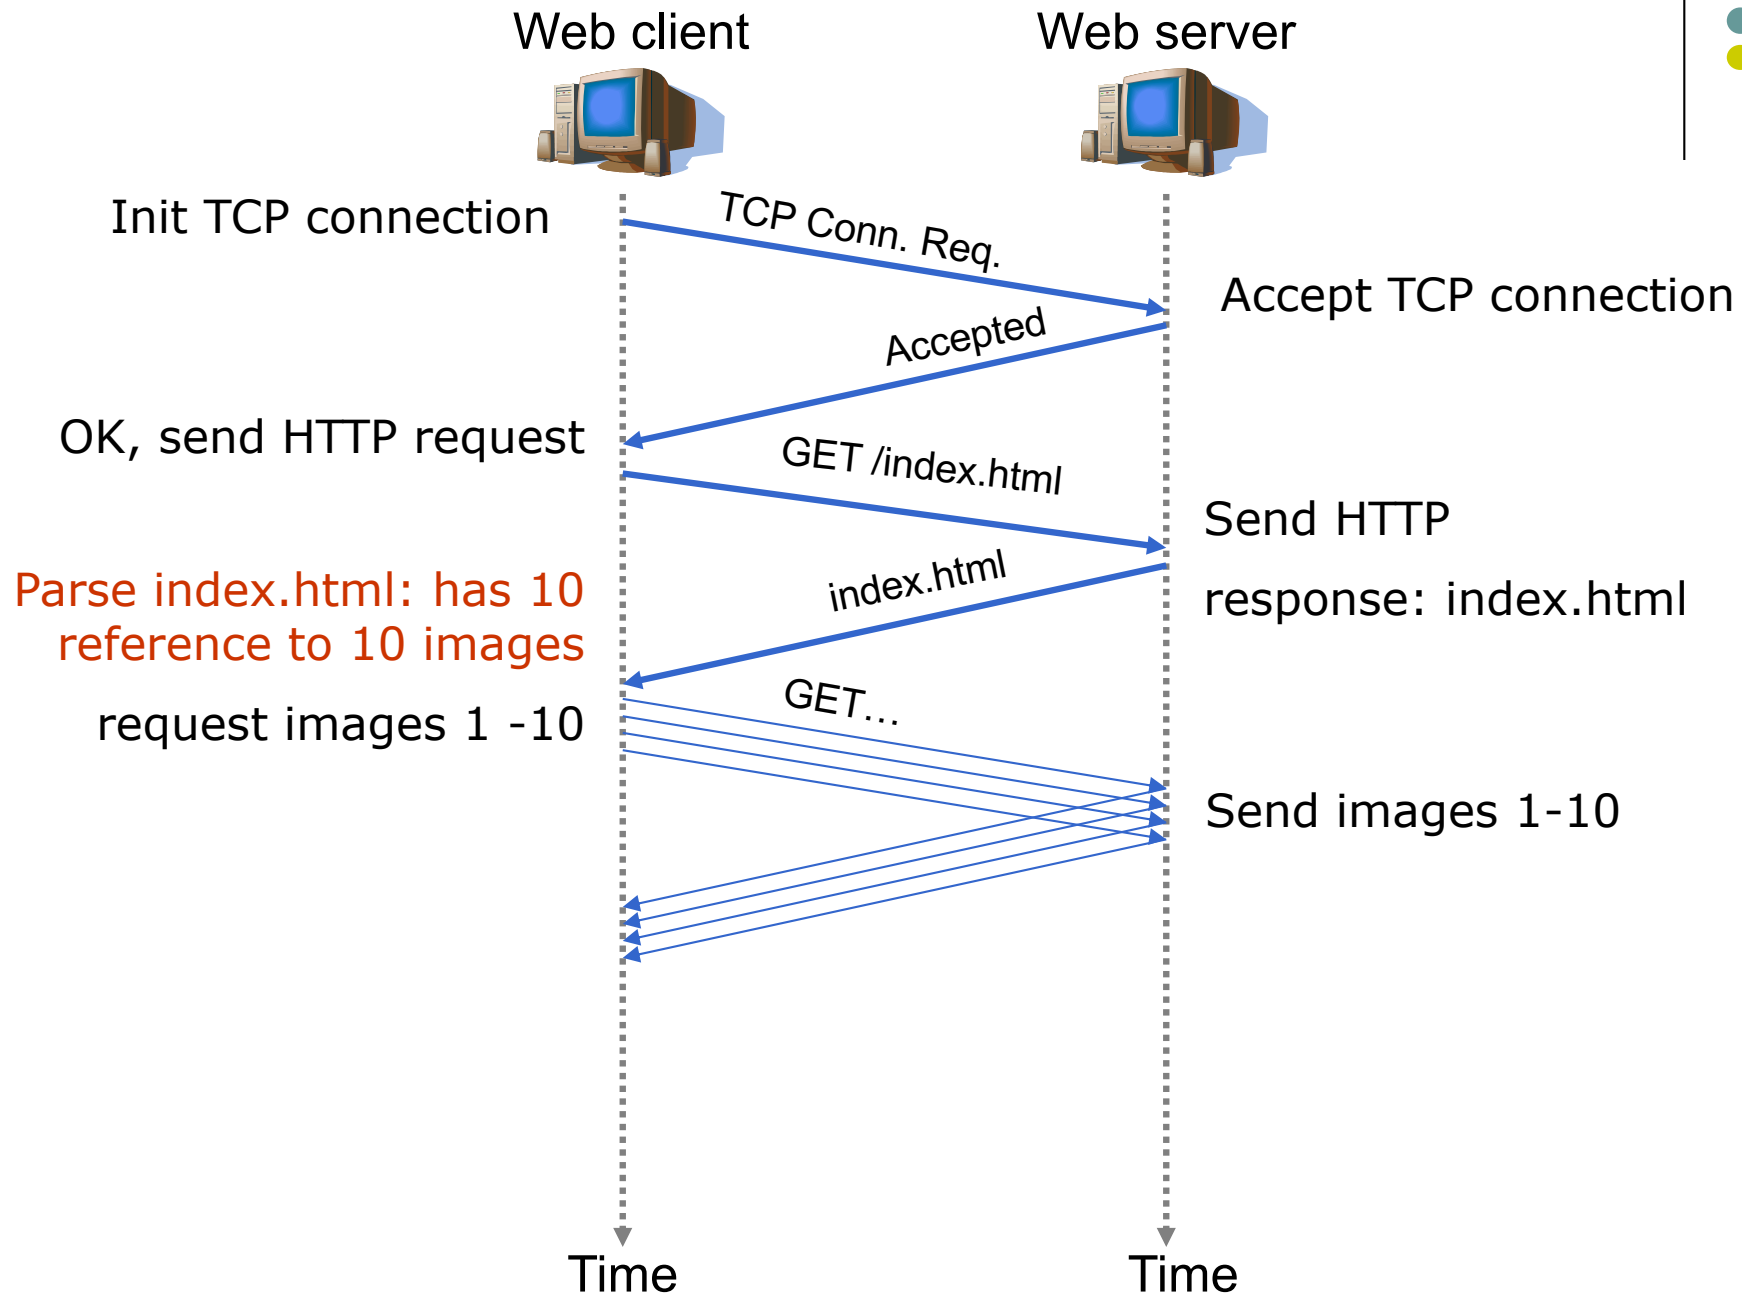 Web client
Web server
Init TCP connection
TCP Conn. Req.
Accept TCP connection
Accepted
OK, send HTTP request
GET /index.html
Send HTTP
response: index.html
index.html
Parse index.html: has 10
reference to 10 images
request images 1 -10
GET…
Send images 1-10
Time
Time